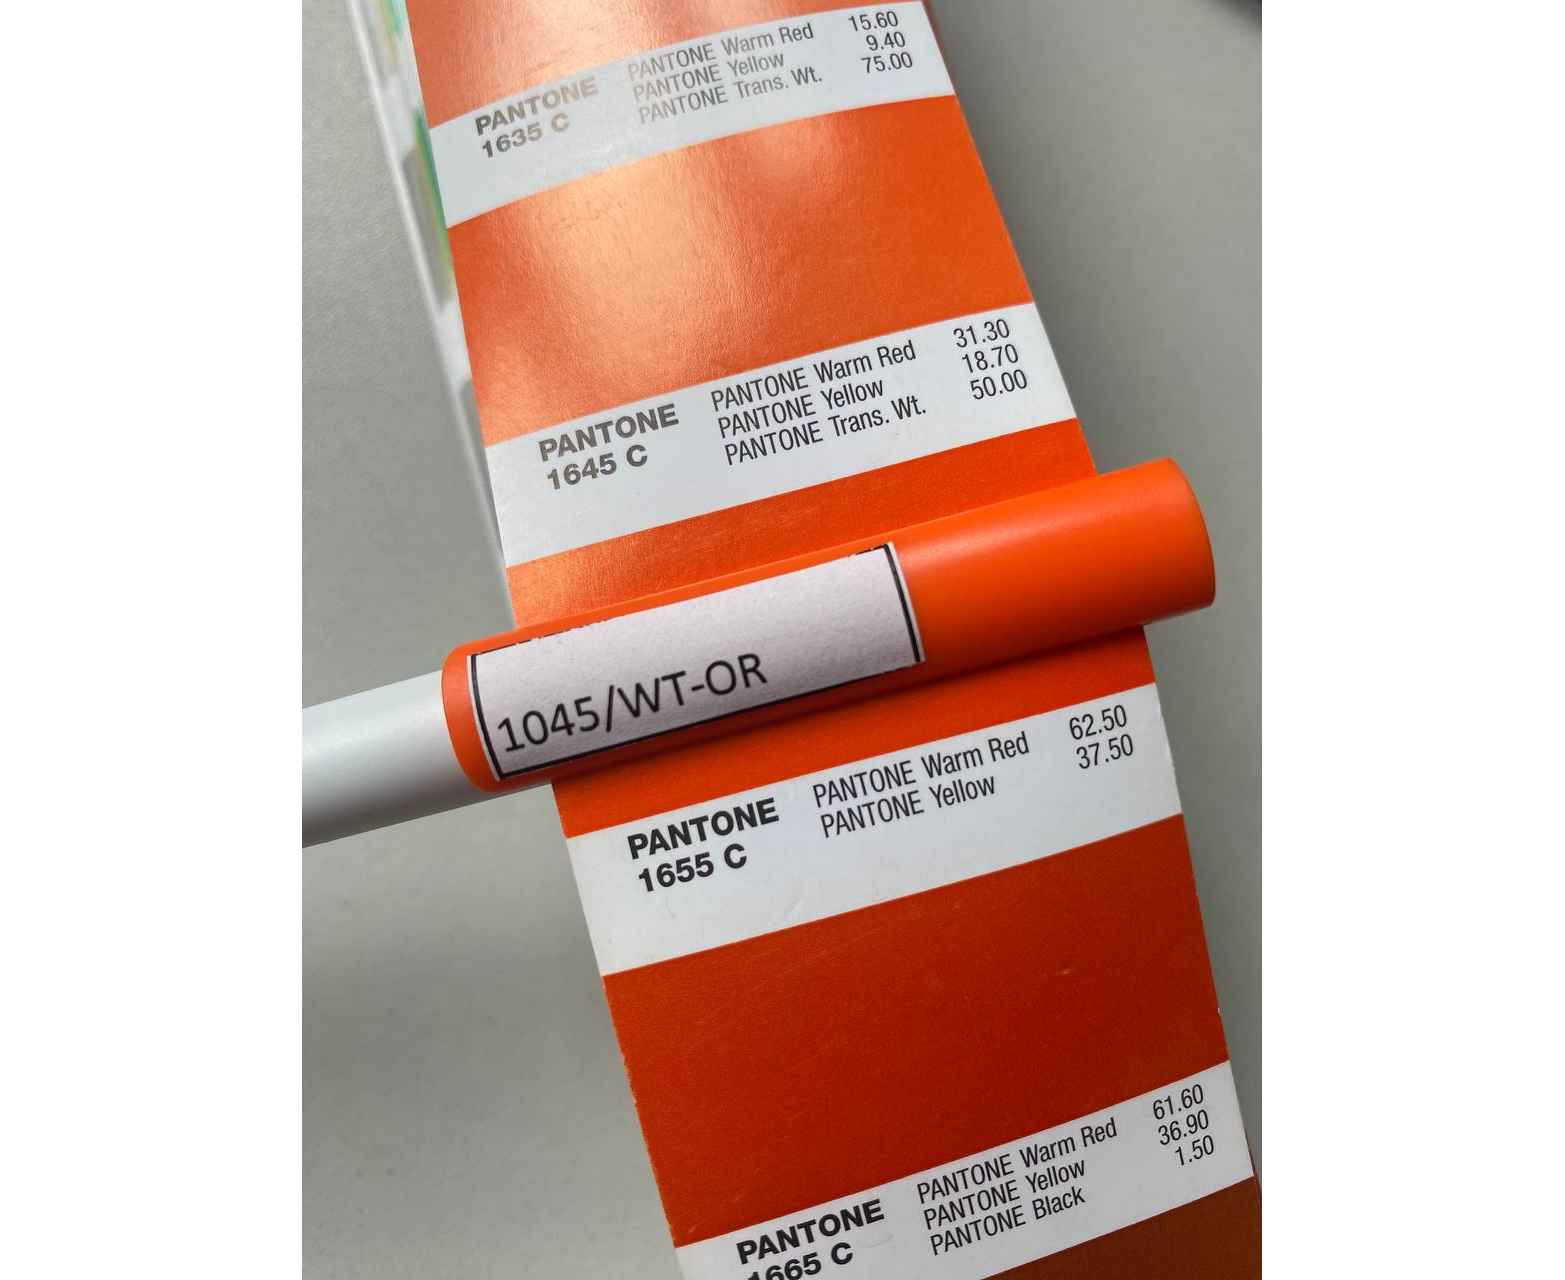 PANTONE 1635 C
PANTONE Warm Red 15.60
PANTONE Yellow 9.40
PANTONE Trans. Wt. 75.00
PANTONE 1645 C
PANTONE Warm Red 31.30
PANTONE Yellow 18.70
PANTONE Trans. Wt. 50.00
1045/WT-OR
PANTONE 1655 C
PANTONE Warm Red 62.50
PANTONE Yellow 37.50
PANTONE 1665 C
PANTONE Warm Red 61.60
PANTONE Yellow 36.90
PANTONE Black 1.50